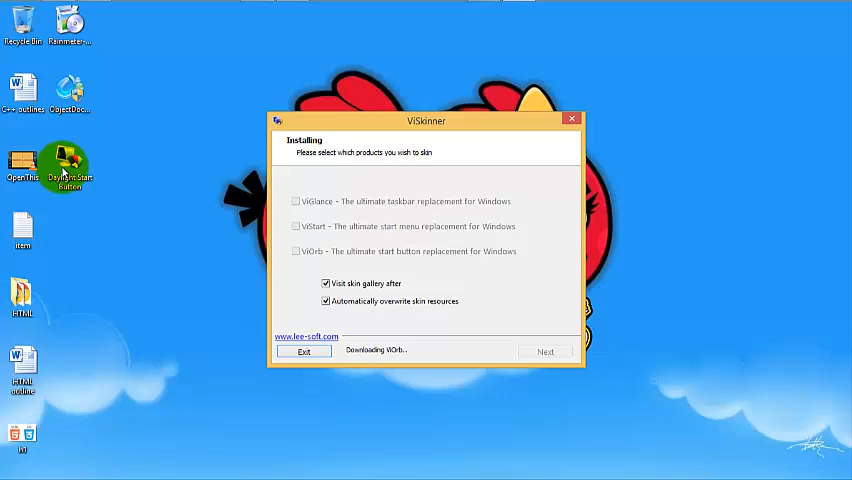 Recycle Bin
Rainmeter-...
C++ outlines
ObjectDoc...
OpenThis
Daylight Start
Button
item
HTML
HTML
outline
h1
ViSkinner
Installing
Please select which products you wish to skin
ViGlance - The ultimate taskbar replacement for Windows
ViStart - The ultimate start menu replacement for Windows
ViOrb - The ultimate start button replacement for Windows
Visit skin gallery after
Automatically overwrite skin resources
www.lee-soft.com
Exit
Downloading ViOrb..
Next